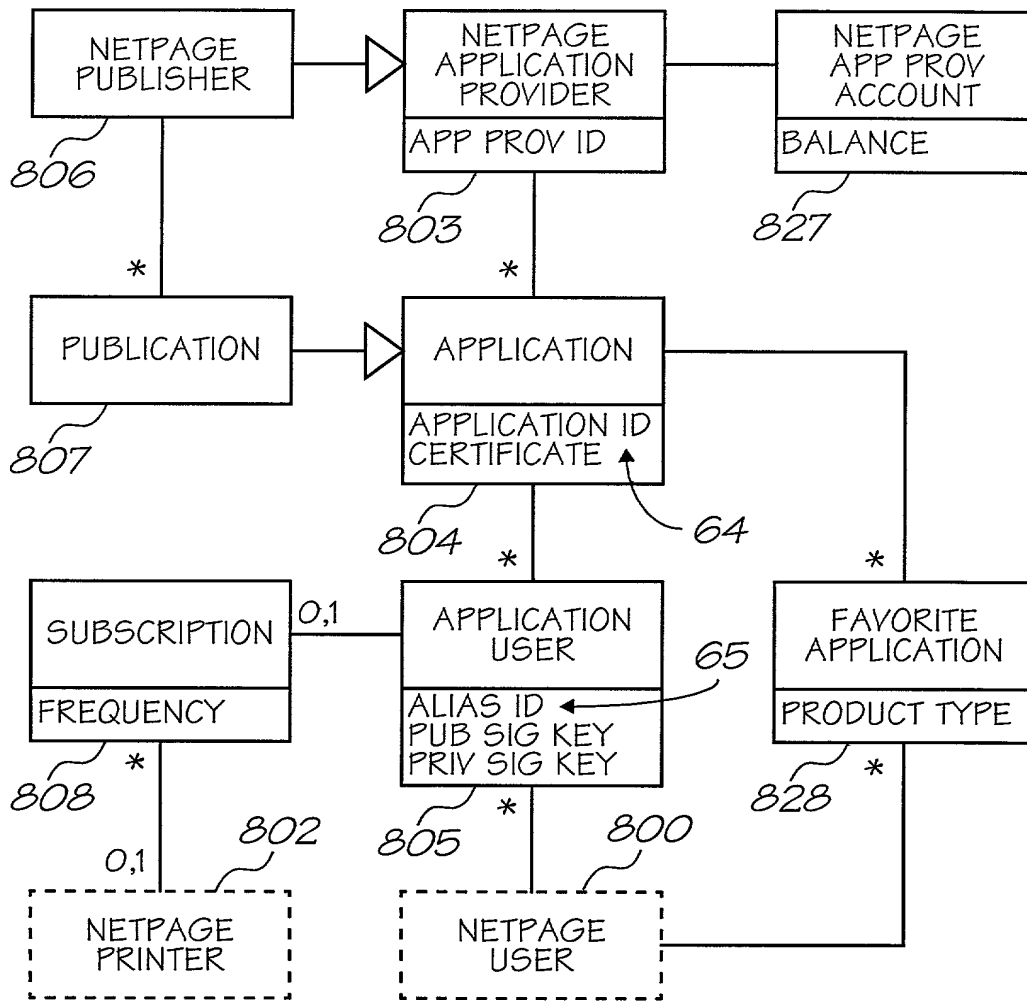 NETPAGE
PUBLISHER
NETPAGE
APPLICATION
PROVIDER
NETPAGE
APP PROV
ACCOUNT
APP PROV ID
BALANCE
806
803
827
*
*
PUBLICATION
APPLICATION
APPLICATION ID
CERTIFICATE
807
804
64
*
*
SUBSCRIPTION
0,1
APPLICATION
USER
FAVORITE
APPLICATION
65
FREQUENCY
ALIAS ID
PUB SIG KEY
PRIV SIG KEY
PRODUCT TYPE
*
808
*
805
*
828
802
800
0,1
NETPAGE
PRINTER
NETPAGE
USER